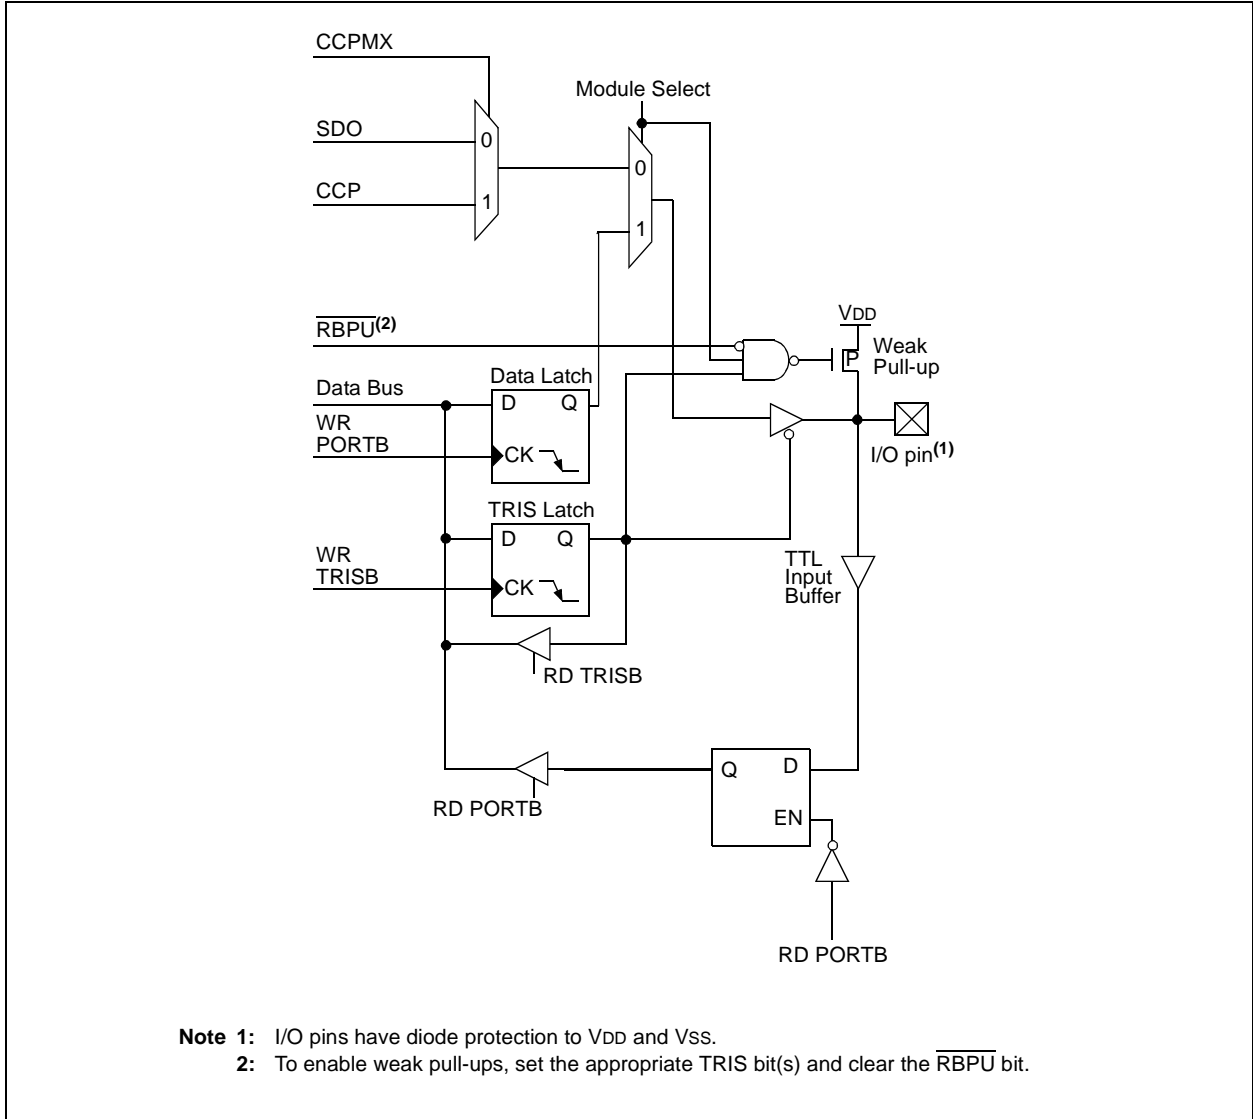 CCPMX
Module Select
SDO
0
0
CCP
1
1
RBPU(2)
VDD
P
Weak
Pull-up
Data Bus
Data Latch
D Q
WR
PORTB
CK
I/O pin(1)
TRIS Latch
D Q
WR
TRISB
CK
TTL
Input
Buffer
RD TRISB
Q D
RD PORTB
EN
RD PORTB
Note 1: I/O pins have diode protection to VDD and VSS.
2: To enable weak pull-ups, set the appropriate TRIS bit(s) and clear the RBPU bit.